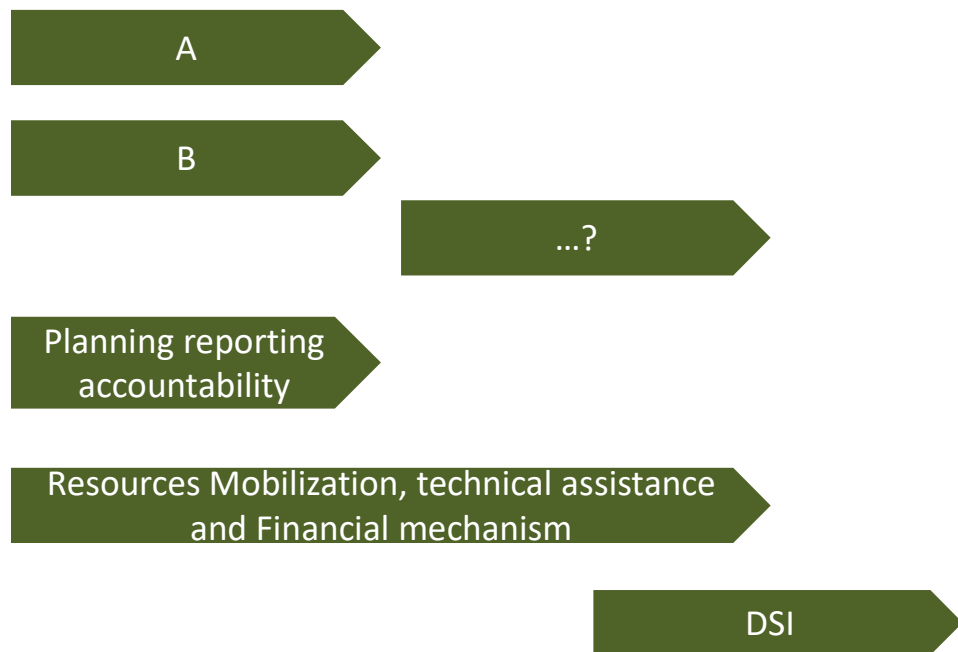 A
B
...?
Planning reporting
accountability
Resources Mobilization, technical assistance
and Financial mechanism
DSI